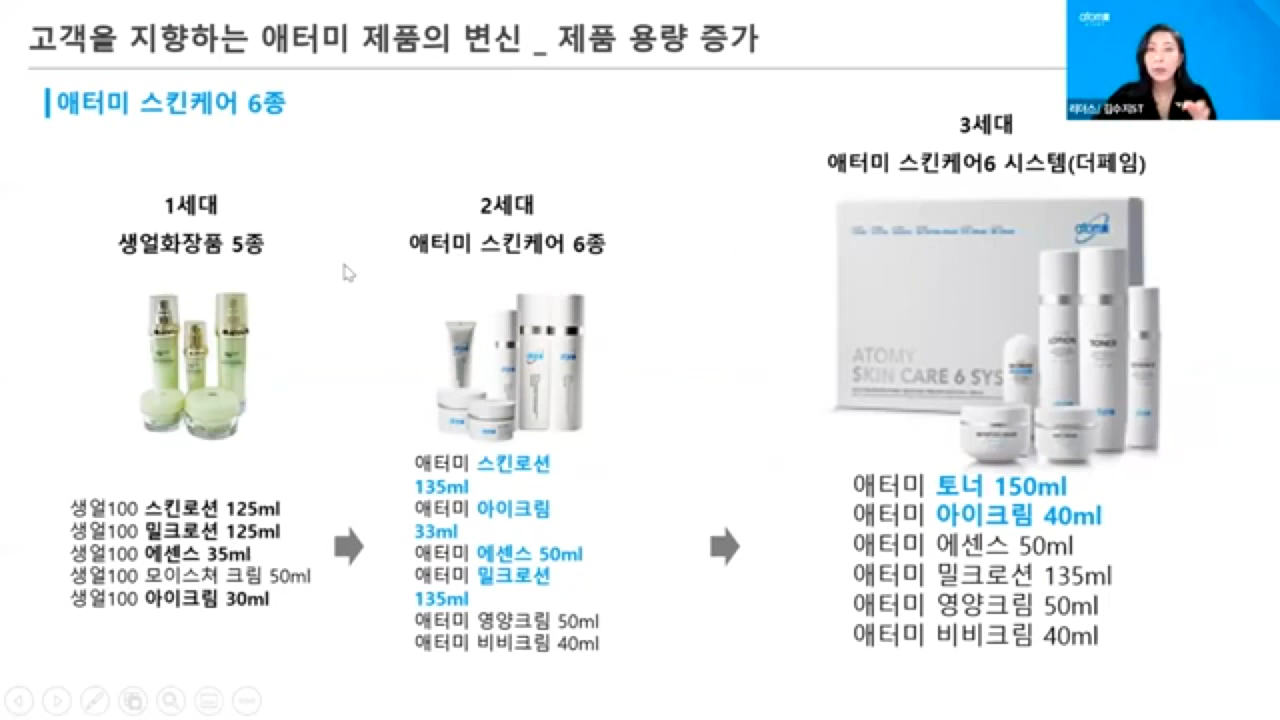 고객을 지향하는 애터미 제품의 변신 _ 제품 용량 증가
애터미 스킨케어 6종
1세대
생얼화장품 5종
생얼100 스킨로션 125ml
생얼100 밀크로션 125ml
생얼100 에센스 35ml
생얼100 모이스쳐 크림 50ml
생얼100 아이크림 30ml
2세대
애터미 스킨케어 6종
애터미 스킨로션
135ml
애터미 아이크림
33ml
애터미 에센스 50ml
애터미 밀크로션
135ml
애터미 영양크림 50ml
애터미 비비크림 40ml
3세대
애터미 스킨케어6 시스템(더페임)
atomy
ATOMY
SKIN CARE 6 SYS
LOTION
TONER
애터미 토너 150ml
애터미 아이크림 40ml
애터미 에센스 50ml
애터미 밀크로션 135ml
애터미 영양크림 50ml
애터미 비비크림 40ml